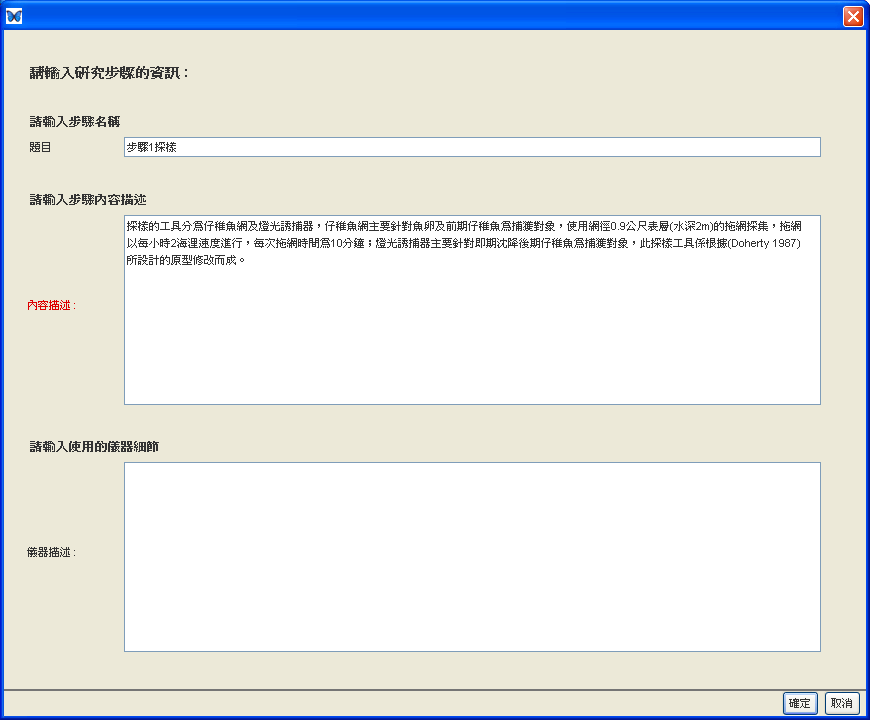 請輸入研究步驟的資訊：
請輸入步驟名稱
題目
步驟1採樣
請輸入步驟內容描述
採樣的工具分為仔稚魚網及燈光誘捕器，仔稚魚網主要針對魚卵及前期仔稚魚為捕獲對象，使用網徑0.9公尺表層(水深2m)的拖網採集，拖網
以每小時2海浬速度進行，每次拖網時間為10分鐘；燈光誘捕器主要針對即期沈降後期仔稚魚為捕獲對象，此採樣工具係根據(Doherty 1987)
所設計的原型修改而成。
內容描述:
請輸入使用的儀器細節
儀器描述:
確定
取消